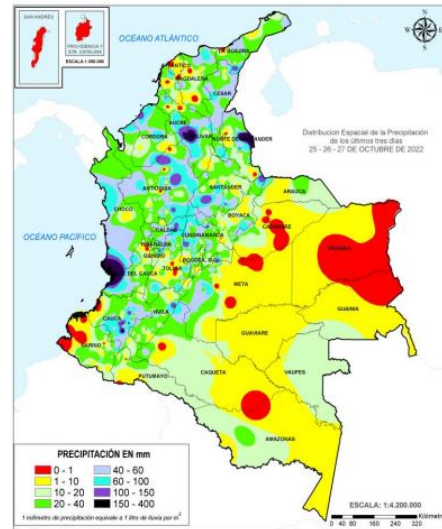 SAN ANDRÉS
PROVIDENCIA Y
STA. CATALINA
ESCALA 1:500.000
OCÉANO ATLÁNTICO
LA GUAJIRA
ATLÁNTICO
MAGDALENA
CESAR
SUCRE
CÓRDOBA
BOLÍVAR
NORTE DE SANTANDER
Distribución Espacial de la Precipitación
de los últimos tres días
25 - 26 - 27 DE OCTUBRE DE 2022
ANTIOQUIA
SANTANDER
ARAUCA
CHOCÓ
BOYACÁ
CASANARE
OCÉANO PACÍFICO
CALDAS
CUNDINAMARCA
RISARALDA
QUINDÍO
BOGOTÁ, D.C.
VICHADA
TOLIMA
DEL CAUCA
META
GUAINÍA
HUILA
CAUCA
GUAVIARE
NARIÑO
CAQUETÁ
VAUPÉS
PUTUMAYO
AMAZONAS
PRECIPITACIÓN EN mm
0 - 1
40 - 60
1 - 10
60 - 100
10 - 20
100 - 150
20 - 40
150 - 400
1 milímetro de precipitación equivale a 1 litro de lluvia por m²
ESCALA: 1:4.200.000
0 40 80 160 240 320
Kilómetros